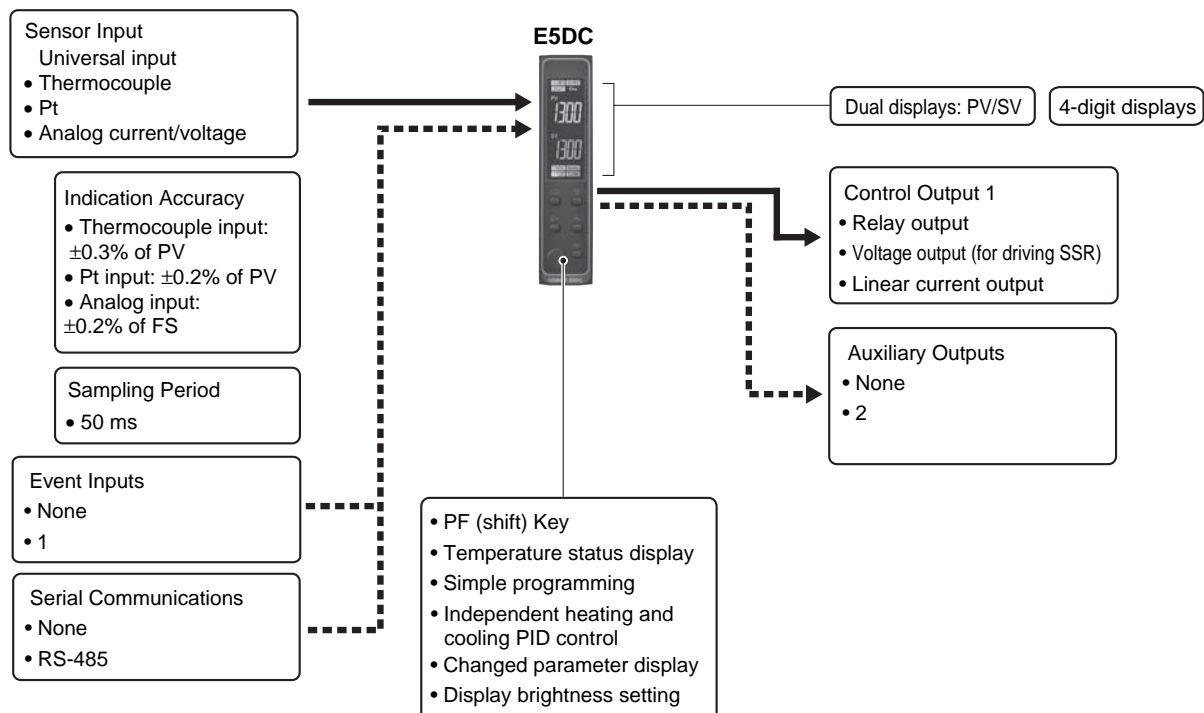 Sensor Input
Universal input
• Thermocouple
• Pt
• Analog current/voltage
Indication Accuracy
• Thermocouple input:
±0.3% of PV
• Pt input: ±0.2% of PV
• Analog input:
±0.2% of FS
Sampling Period
• 50 ms
Event Inputs
• None
• 1
Serial Communications
• None
• RS-485
E5DC
PV
1300
SV
1300
• PF (shift) Key
• Temperature status display
• Simple programming
• Independent heating and
cooling PID control
• Changed parameter display
• Display brightness setting
Dual displays: PV/SV
4-digit displays
Control Output 1
• Relay output
• Voltage output (for driving SSR)
• Linear current output
Auxiliary Outputs
• None
• 2